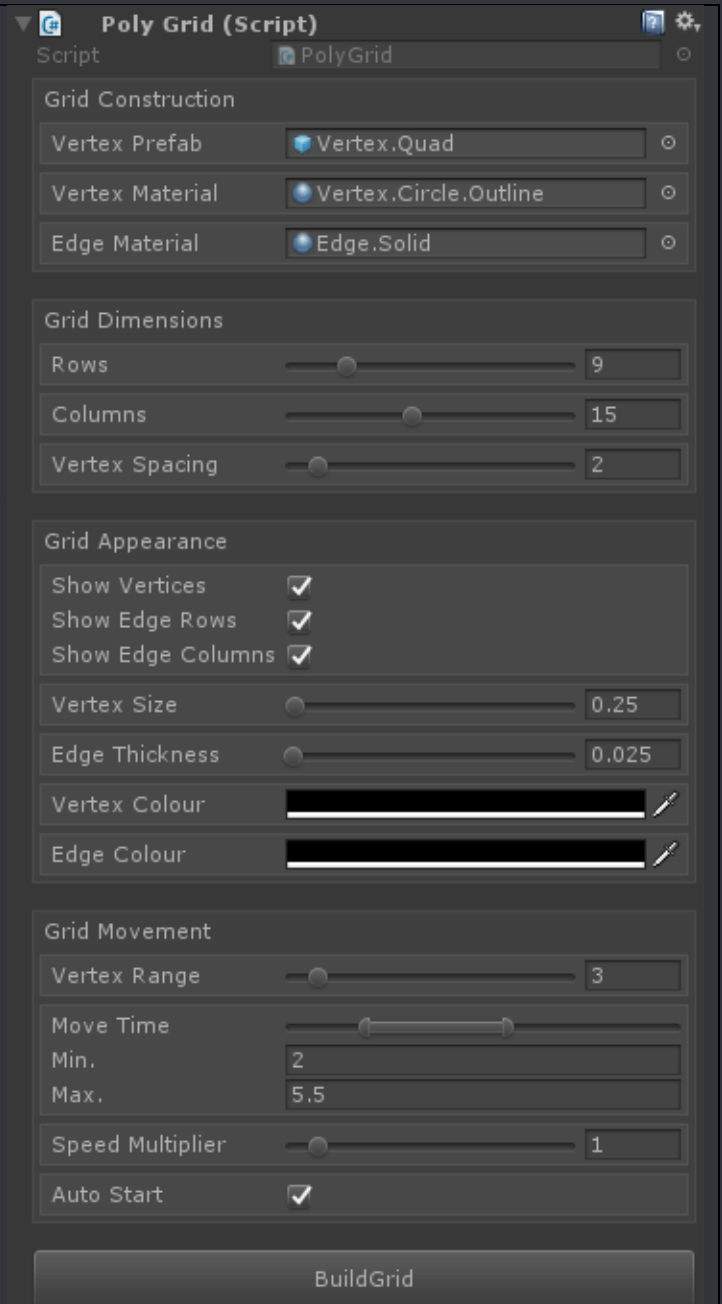 Poly Grid (Script)
Script PolyGrid
Grid Construction
Vertex Prefab Vertex.Quad
Vertex Material Vertex.Circle.Outline
Edge Material Edge.Solid
Grid Dimensions
Rows 9
Columns 15
Vertex Spacing 2
Grid Appearance
Show Vertices
Show Edge Rows
Show Edge Columns
Vertex Size 0.25
Edge Thickness 0.025
Vertex Colour
Edge Colour
Grid Movement
Vertex Range 3
Move Time
Min. 2
Max. 5.5
Speed Multiplier 1
Auto Start
BuildGrid